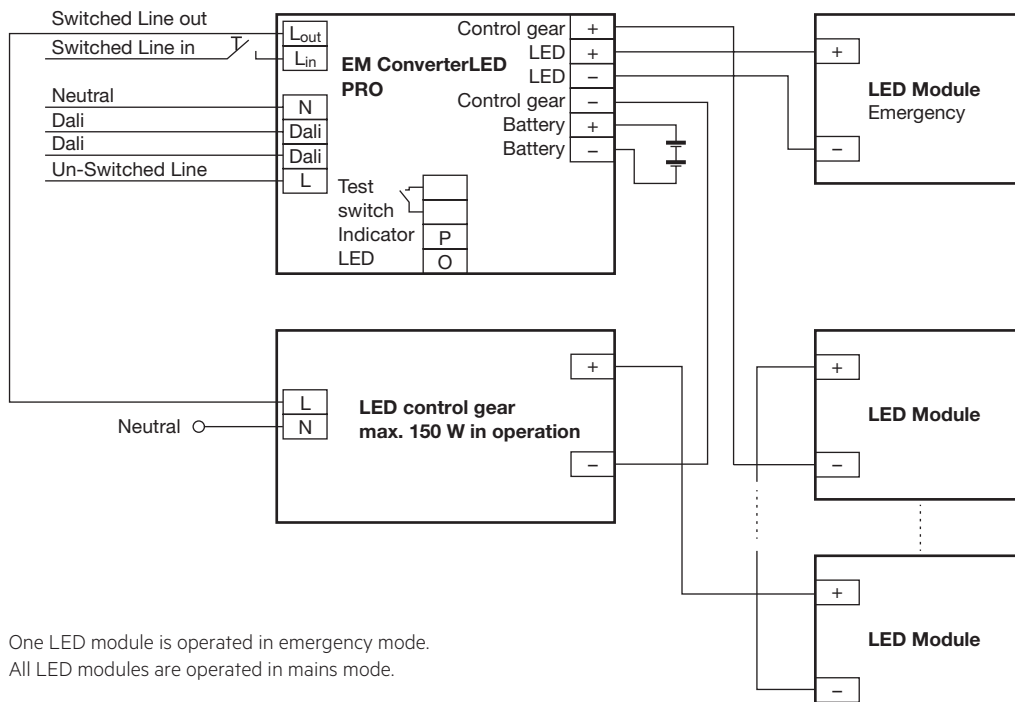 Switched Line out
Switched Line in
Neutral
Dali
Dali
Un-Switched Line
Lout
Lin
N
Dali
Dali
L
EM ConverterLED
PRO
Control gear +
LED +
LED −
Control gear −
Battery +
Battery −
Test
switch
Indicator P
LED O
+
LED Module
Emergency
−
Neutral
L
N
LED control gear
max. 150 W in operation
+
−
+
LED Module
−
+
LED Module
−
One LED module is operated in emergency mode.
All LED modules are operated in mains mode.